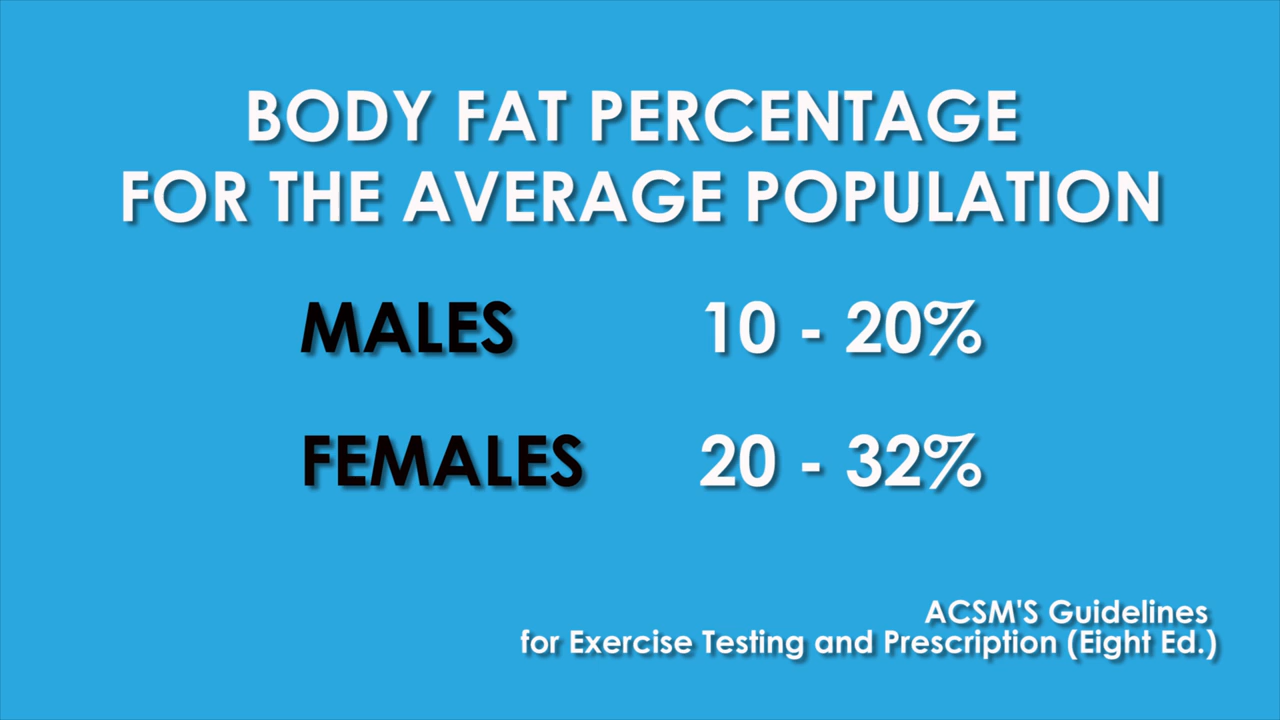 BODY FAT PERCENTAGE
FOR THE AVERAGE POPULATION
MALES 10 - 20%
FEMALES 20 - 32%
ACSM'S Guidelines
for Exercise Testing and Prescription (Eight Ed.)